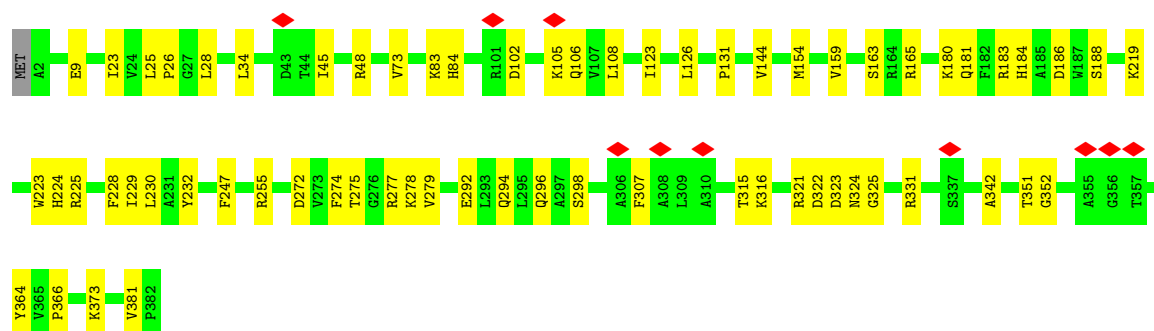 MET A2 E9 I23 V24 L25 P26 G27 L28 L34 D43 T44 I45 R48 V73 K83 H84 R101 D102 K105 Q106 V107 L108 I123 L126 P131 V144 M154 V159 S163 R164 R165 K180 Q181 F182 R183 H184 A185 D186 W187 S188 K219
W223 H224 R225 F228 I229 L230 A231 Y232 F247 R255 D272 V273 F274 T275 G276 R277 K278 V279 E292 L293 Q294 L295 Q296 A297 S298 A306 F307 A308 L309 A310 T315 K316 R321 D322 D323 N324 G325 R331 S337 A342 T351 G352 A355 G356 T357
Y364 V365 P366 K373 V381 P382